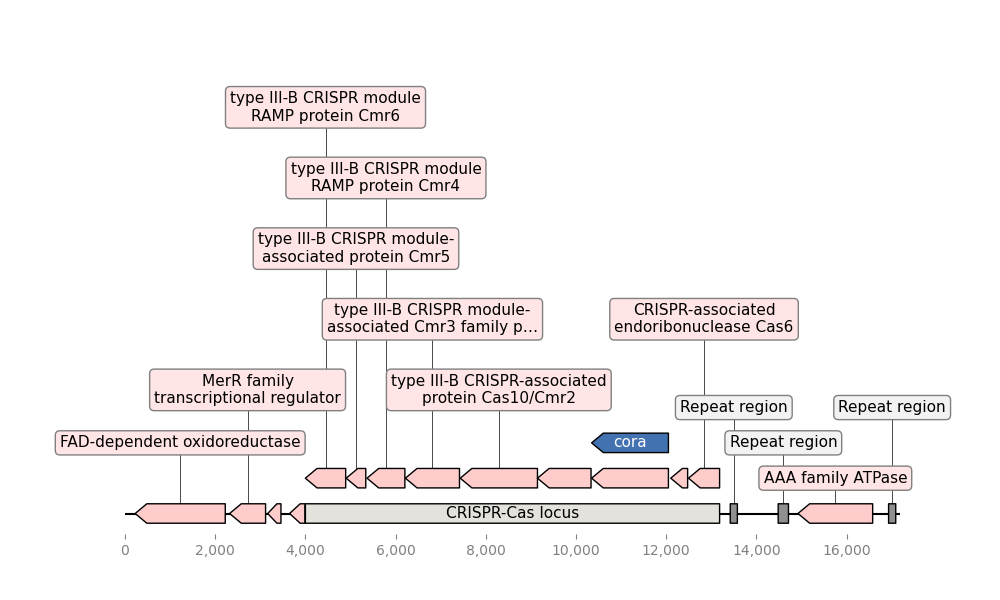 type III-B CRISPR module
RAMP protein Cmr6
type III-B CRISPR module
RAMP protein Cmr4
type III-B CRISPR module-
associated protein Cmr5
type III-B CRISPR module-
associated Cmr3 family p…
CRISPR-associated
endoribonuclease Cas6
MerR family
transcriptional regulator
type III-B CRISPR-associated
protein Cas10/Cmr2
Repeat region
Repeat region
FAD-dependent oxidoreductase
cora
Repeat region
AAA family ATPase
CRISPR-Cas locus
0 2,000 4,000 6,000 8,000 10,000 12,000 14,000 16,000